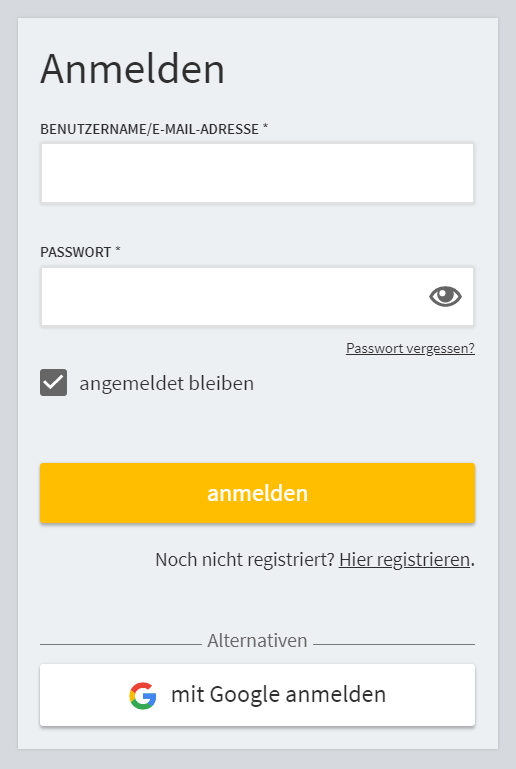 Anmelden
BENUTZERNAME/E-MAIL-ADRESSE *
PASSWORT *
Passwort vergessen?
angemeldet bleiben
anmelden
Noch nicht registriert? Hier registrieren.
Alternativen
mit Google anmelden